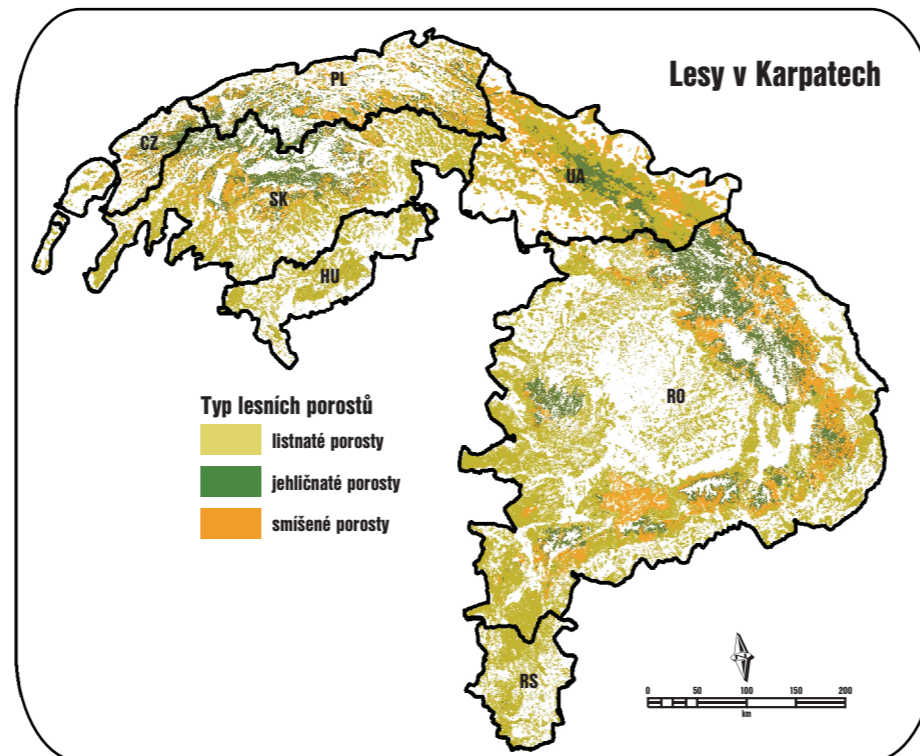 Lesy v Karpatech
PL
CZ
SK
UA
HU
RO
Typ lesních porostů
listnaté porosty
jehličnaté porosty
smíšené porosty
RS
0 50 100 150 200
km